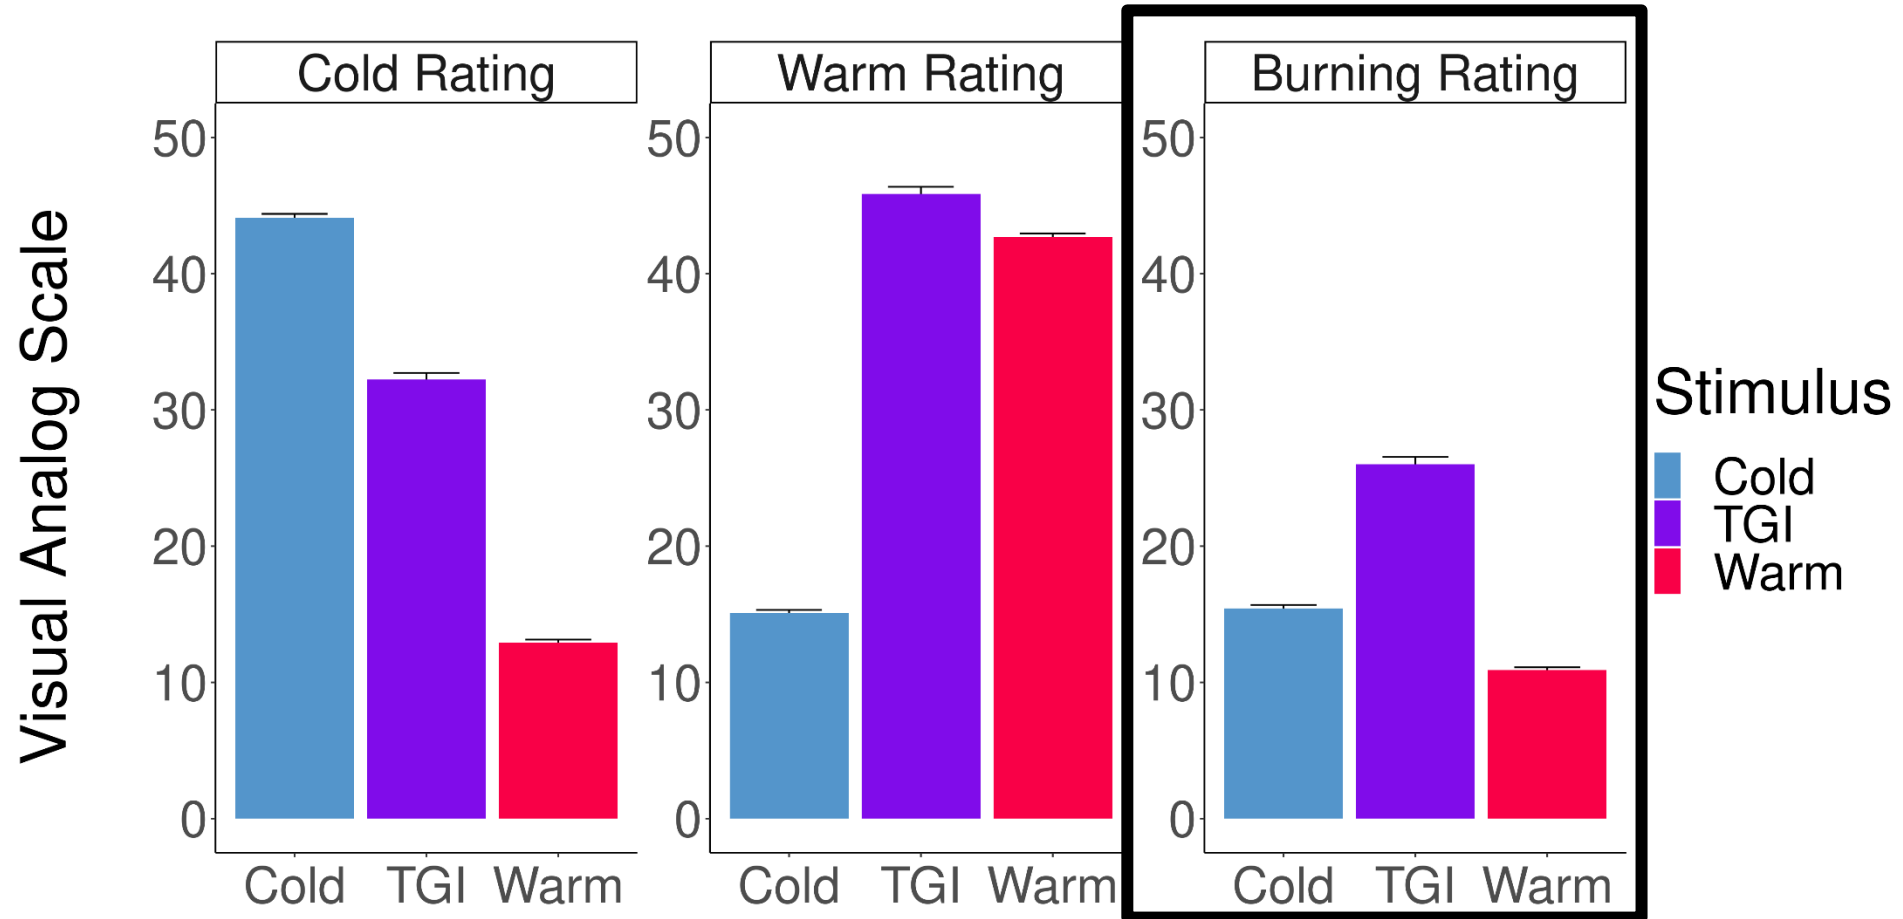 Cold Rating
Warm Rating
Burning Rating
Visual Analog Scale
50
40
30
20
10
0
Cold TGI Warm
50
40
30
20
10
0
Cold TGI Warm
50
40
30
20
10
0
Cold TGI Warm
Stimulus
Cold
TGI
Warm